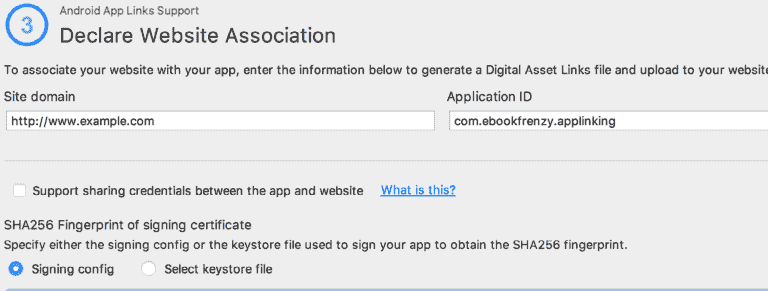 3
Android App Links Support
Declare Website Association
To associate your website with your app, enter the information below to generate a Digital Asset Links file and upload to your website
Site domain
Application ID
http://www.example.com
com.ebookfrenzy.applinking
Support sharing credentials between the app and website What is this?
SHA256 Fingerprint of signing certificate
Specify either the signing config or the keystore file used to sign your app to obtain the SHA256 fingerprint.
Signing config Select keystore file